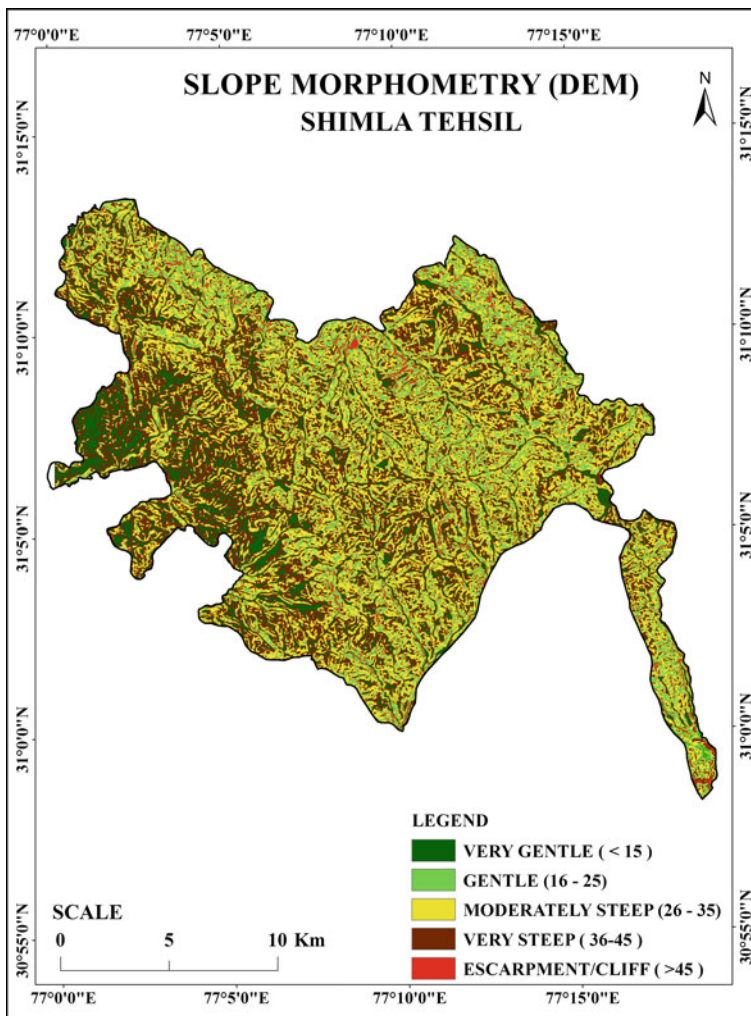 77°0'0"E 77°5'0"E 77°10'0"E 77°15'0"E
SLOPE MORPHOMETRY (DEM)
SHIMLA TEHSIL
N
31°15'0"N 31°15'0"N
31°10'0"N 31°10'0"N
31°5'0"N 31°5'0"N
31°0'0"N 31°0'0"N
LEGEND
VERY GENTLE ( < 15 )
GENTLE (16 - 25)
MODERATELY STEEP (26 - 35)
VERY STEEP ( 36-45)
ESCARPMENT/CLIFF ( >45 )
SCALE
0 5 10 Km
30°55'0"N 30°55'0"N
77°0'0"E 77°5'0"E 77°10'0"E 77°15'0"E